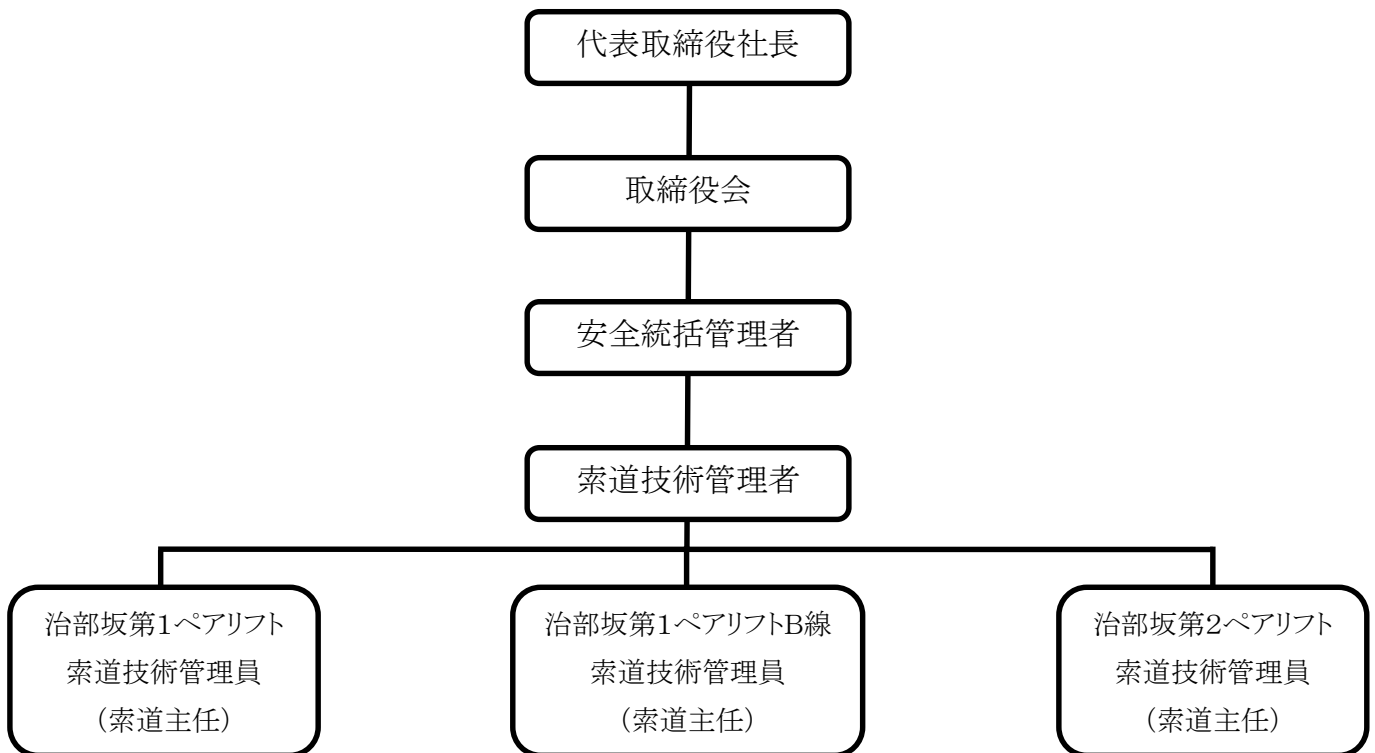 代表取締役社長
取締役会
安全統括管理者
索道技術管理者
治部坂第1ペアリフト
索道技術管理員
（索道主任）
治部坂第1ペアリフトB線
索道技術管理員
（索道主任）
治部坂第2ペアリフト
索道技術管理員
（索道主任）